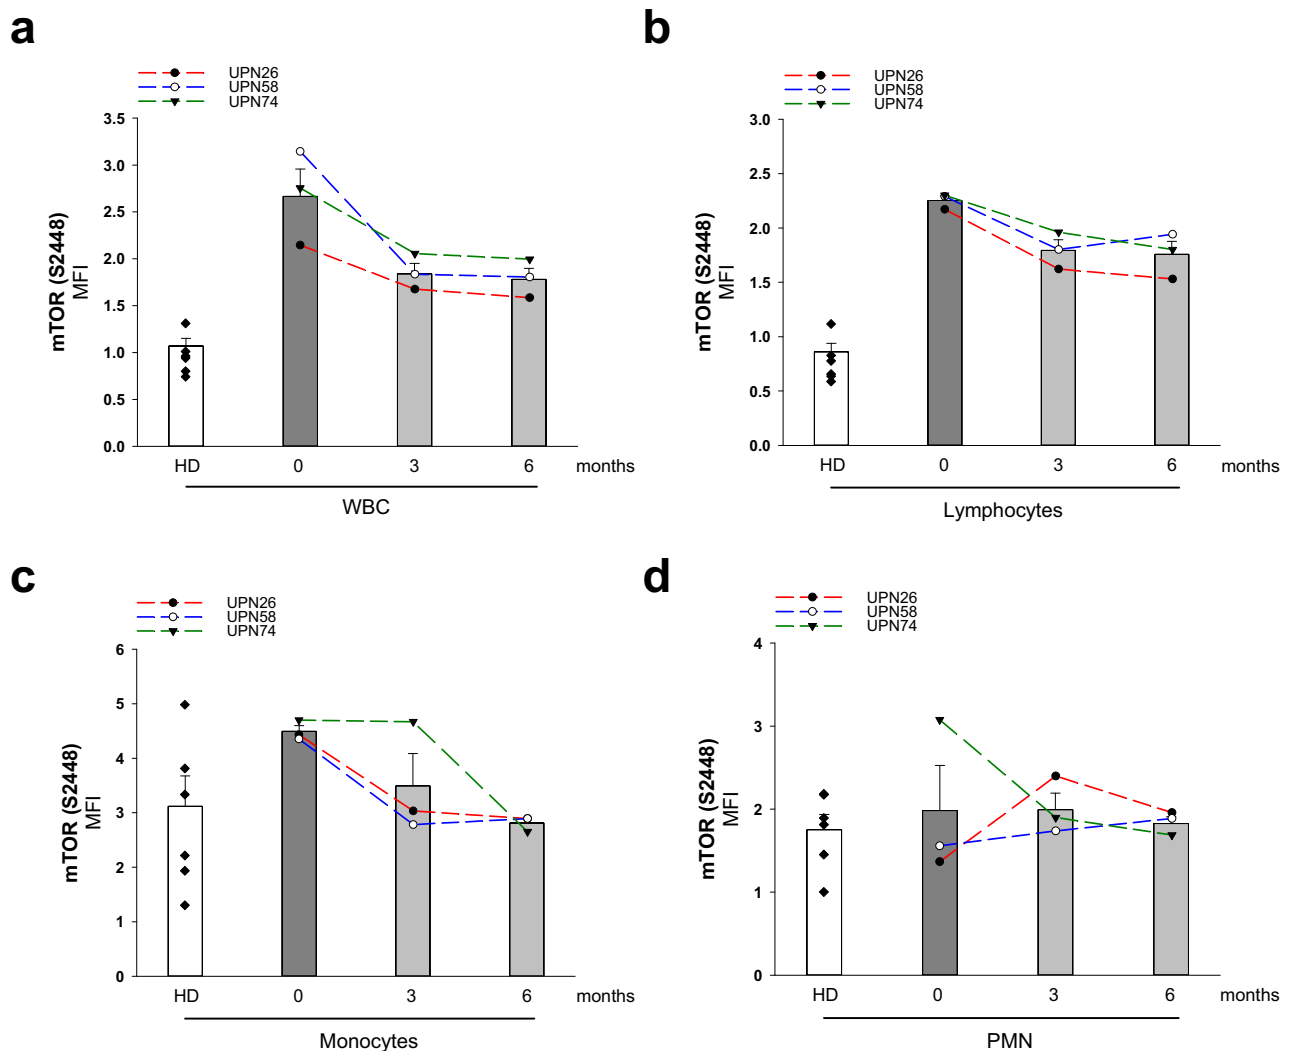 a
UPN26
UPN58
UPN74
3.5
3.0
2.5
2.0
1.5
1.0
0.5
0.0
mTOR (S2448)
MFI
HD 0 3 6 months
WBC
b
UPN26
UPN58
UPN74
3.0
2.5
2.0
1.5
1.0
0.5
0.0
mTOR (S2448)
MFI
HD 0 3 6 months
Lymphocytes
c
UPN26
UPN58
UPN74
6
5
4
3
2
1
0
mTOR (S2448)
MFI
HD 0 3 6 months
Monocytes
d
UPN26
UPN58
UPN74
4
3
2
1
0
mTOR (S2448)
MFI
HD 0 3 6 months
PMN